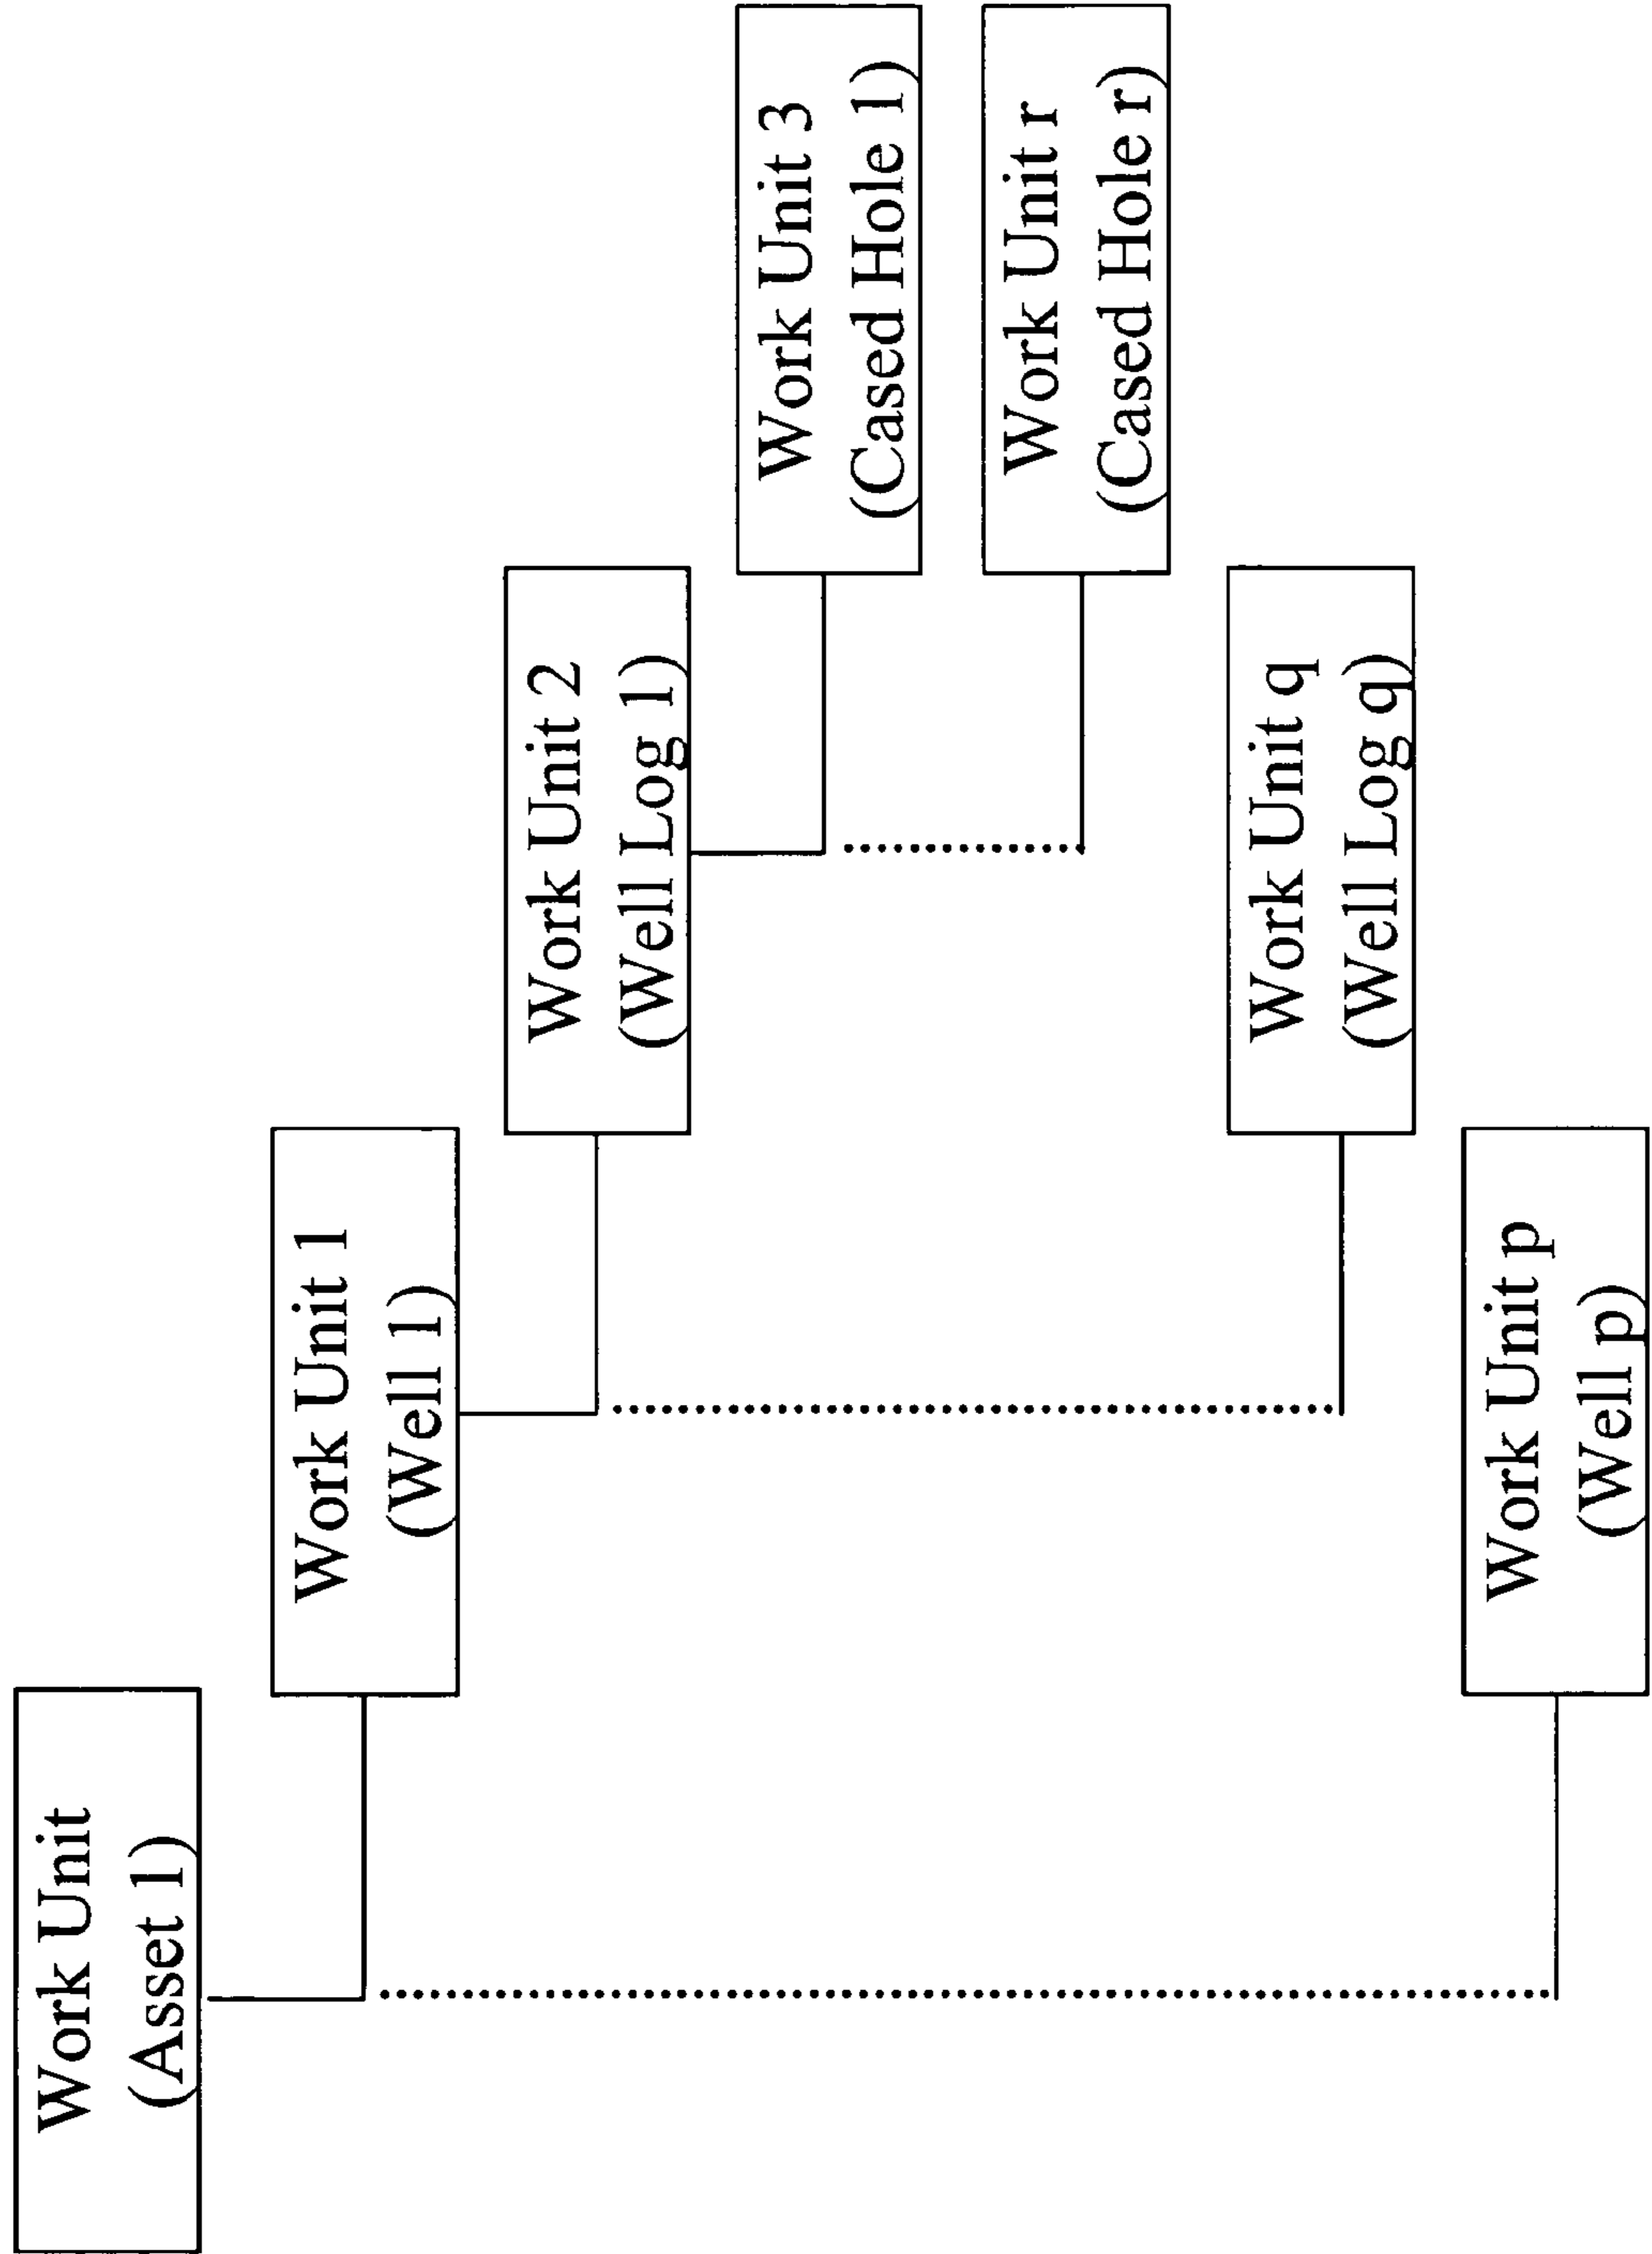 Work Unit
(Asset 1)
Work Unit 1
(Well 1)
Work Unit 2
(Well Log 1)
Work Unit 3
(Cased Hole 1)
Work Unit r
(Cased Hole r)
Work Unit q
(Well Log q)
Work Unit p
(Well p)